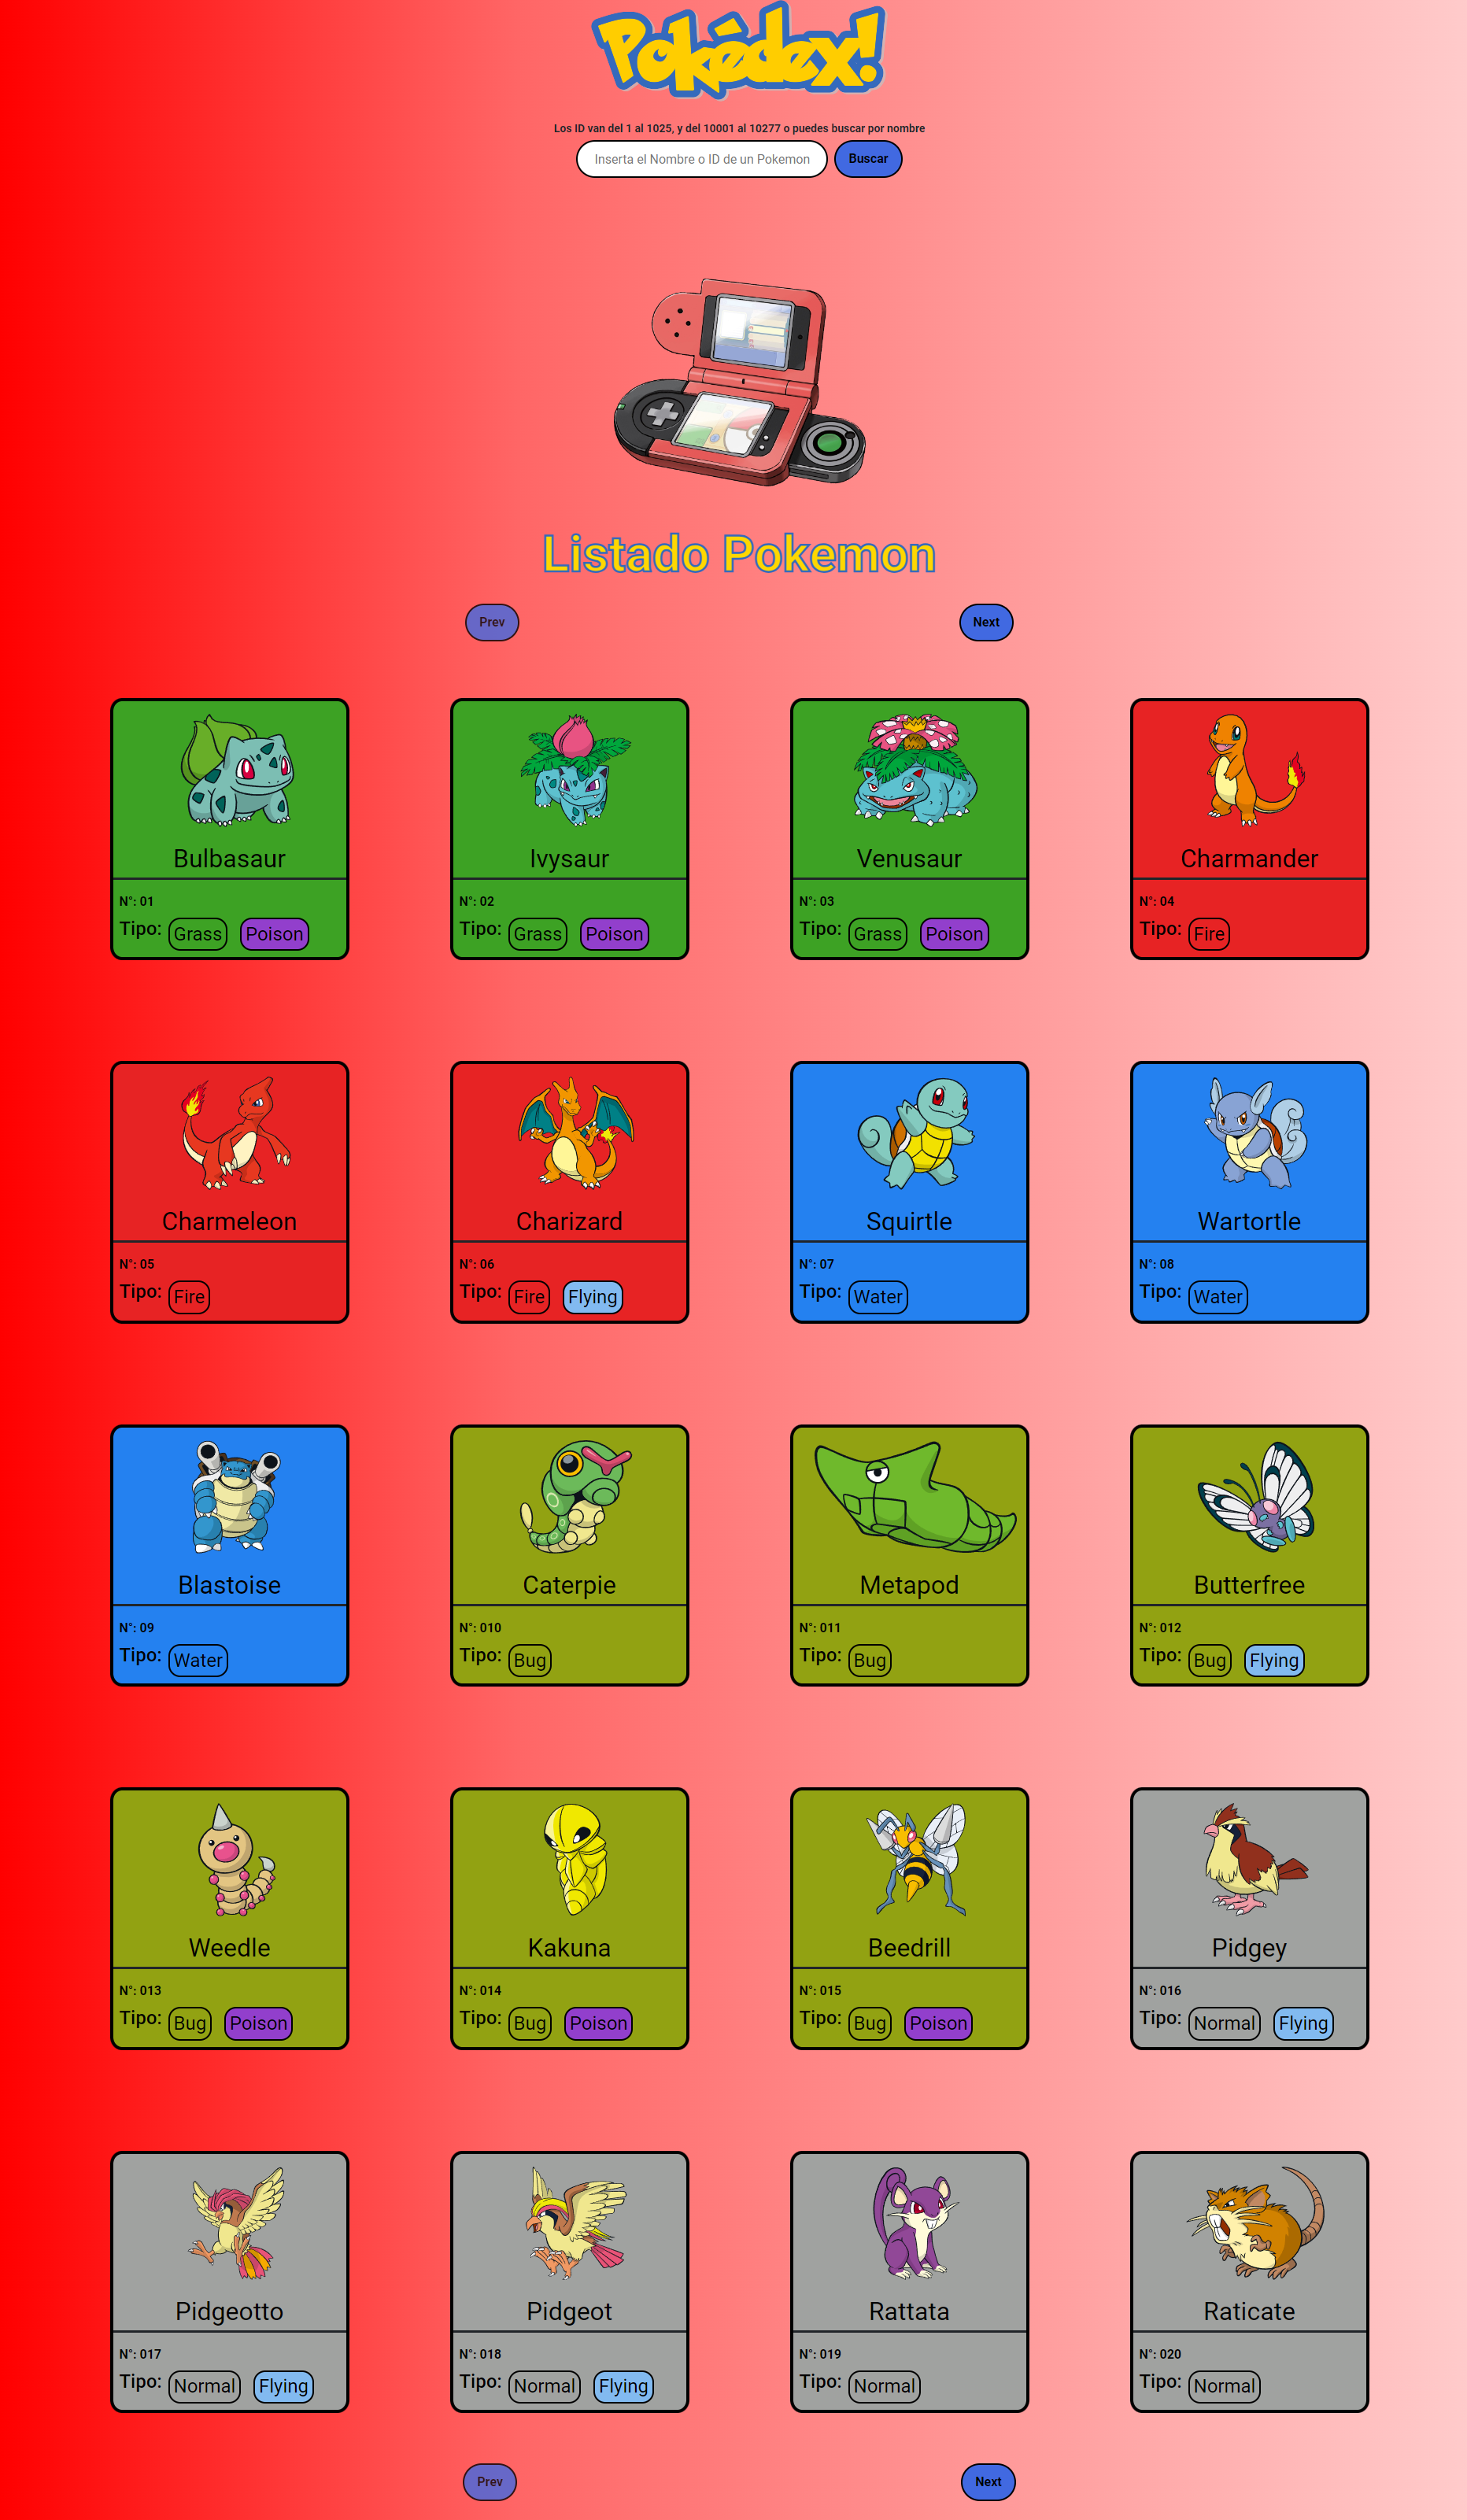 Pokédex!
Los ID van del 1 al 1025, y del 10001 al 10277 o puedes buscar por nombre
Inserta el Nombre o ID de un Pokemon Buscar
Listado Pokemon
Prev Next
Bulbasaur
N°: 01
Tipo: Grass Poison
Ivysaur
N°: 02
Tipo: Grass Poison
Venusaur
N°: 03
Tipo: Grass Poison
Charmander
N°: 04
Tipo: Fire
Charmeleon
N°: 05
Tipo: Fire
Charizard
N°: 06
Tipo: Fire Flying
Squirtle
N°: 07
Tipo: Water
Wartortle
N°: 08
Tipo: Water
Blastoise
N°: 09
Tipo: Water
Caterpie
N°: 010
Tipo: Bug
Metapod
N°: 011
Tipo: Bug
Butterfree
N°: 012
Tipo: Bug Flying
Weedle
N°: 013
Tipo: Bug Poison
Kakuna
N°: 014
Tipo: Bug Poison
Beedrill
N°: 015
Tipo: Bug Poison
Pidgey
N°: 016
Tipo: Normal Flying
Pidgeotto
N°: 017
Tipo: Normal Flying
Pidgeot
N°: 018
Tipo: Normal Flying
Rattata
N°: 019
Tipo: Normal
Raticate
N°: 020
Tipo: Normal
Prev Next